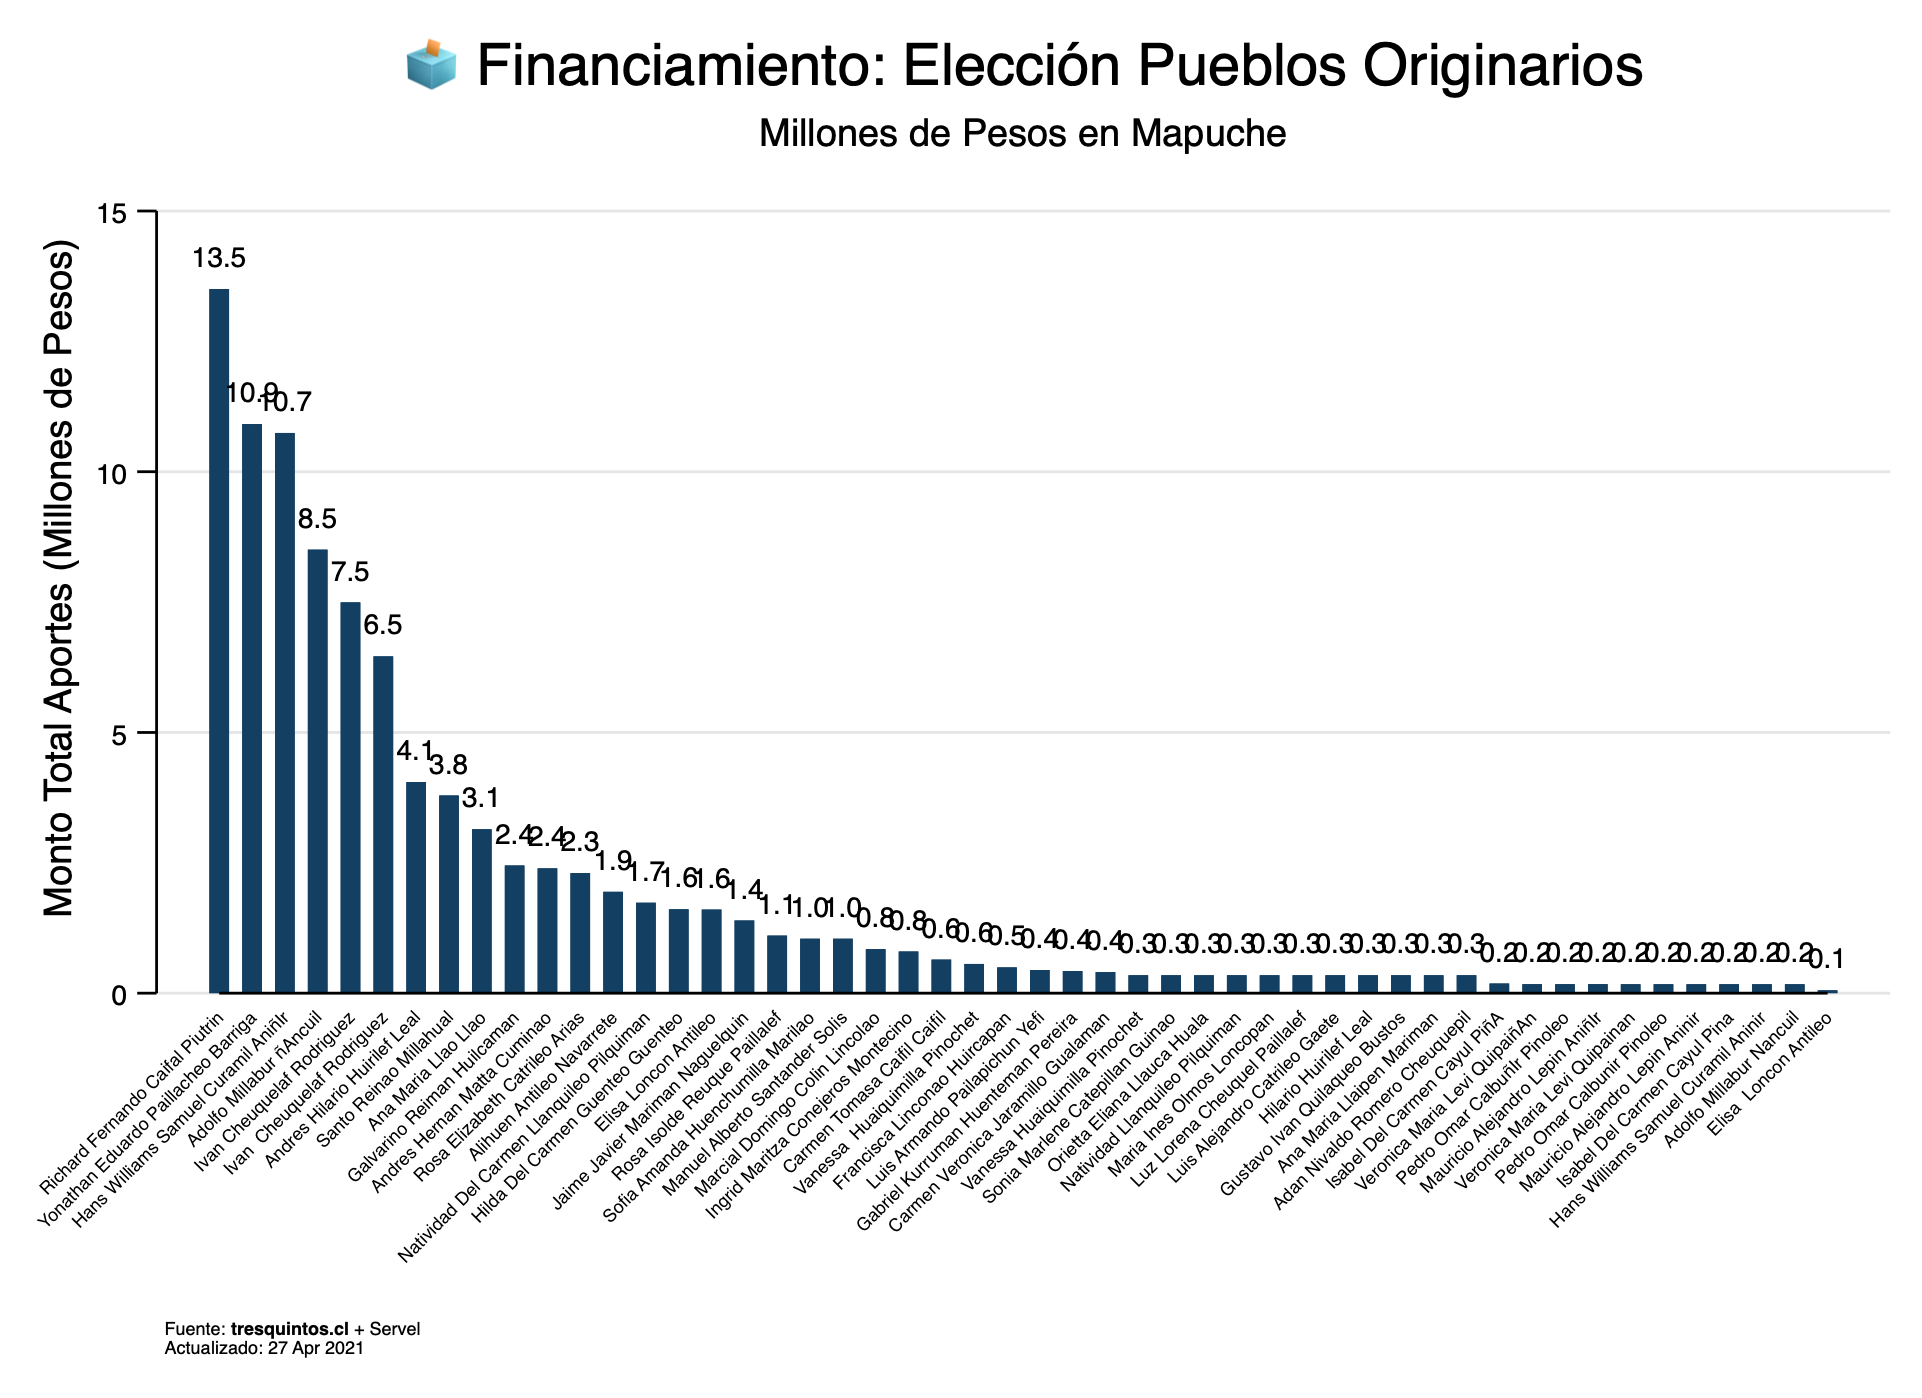 Financiamiento: Elección Pueblos Originarios
Millones de Pesos en Mapuche
Monto Total Aportes (Millones de Pesos)
15
10
5
0
13.5
10.9
10.7
8.5
7.5
6.5
4.1
3.8
3.1
2.4
2.4
2.3
1.9
1.7
1.6
1.6
1.4
1.1
1.0
1.0
0.8
0.8
0.6
0.6
0.5
0.4
0.4
0.4
0.3
0.3
0.3
0.3
0.3
0.3
0.3
0.3
0.3
0.3
0.3
0.2
0.2
0.2
0.2
0.2
0.2
0.2
0.2
0.2
0.2
0.1
Richard Fernando Caifal Piutrin
Yonathan Eduardo Paillacheo Barriga
Hans Williams Samuel Curamil AniñIr
Adolfo Millabur ñAncuil
Ivan Cheuquelaf Rodriguez
Ivan Cheuquelaf Rodriguez
Andres Hilario Huirilef Leal
Santo Reinao Millahual
Ana Maria Llao Llao
Galvarino Reiman Huilcaman
Andres Hernan Matta Cuminao
Rosa Elizabeth Catrileo Arias
Alihuen Antileo Navarrete
Natividad Del Carmen Llanquileo Pilquiman
Hilda Del Carmen Guenteo Guenteo
Elisa Loncon Antileo
Jaime Javier Mariman Naguelquin
Rosa Isolde Reuque Paillalef
Sofia Amanda Huenchumilla Marilao
Manuel Alberto Santander Solis
Marcial Domingo Colin Lincolao
Ingrid Maritza Conejeros Montecino
Carmen Tomasa Caifil Caifil
Vanessa  Huaiquimilla Pinochet
Francisca Linconao Huircapan
Luis Armando Pailapichun Yefi
Gabriel Kurruman Huenteman Pereira
Carmen Veronica Jaramillo Gualaman
Vanessa Huaiquimilla Pinochet
Sonia Marlene Catepillan Guinao
Orietta Eliana Llauca Huala
Natividad Llanquileo Pilquiman
Maria Ines Olmos Loncopan
Luz Lorena Cheuquel Paillalef
Luis Alejandro Catrileo Gaete
Hilario Huirilef Leal
Gustavo Ivan Quilaqueo Bustos
Ana Maria Llaipen Mariman
Adan Nivaldo Romero Cheuquepil
Isabel Del Carmen Cayul PiñA
Veronica Maria Levi QuipaiñAn
Pedro Omar CalbuñIr Pinoleo
Mauricio Alejandro Lepin AniñIr
Veronica Maria Levi Quipainan
Pedro Omar Calbunir Pinoleo
Mauricio Alejandro Lepin Aninir
Isabel Del Carmen Cayul Pina
Hans Williams Samuel Curamil Aninir
Adolfo Millabur Nancuil
Elisa  Loncon Antileo
Fuente: tresquintos.cl + Servel
Actualizado: 27 Apr 2021